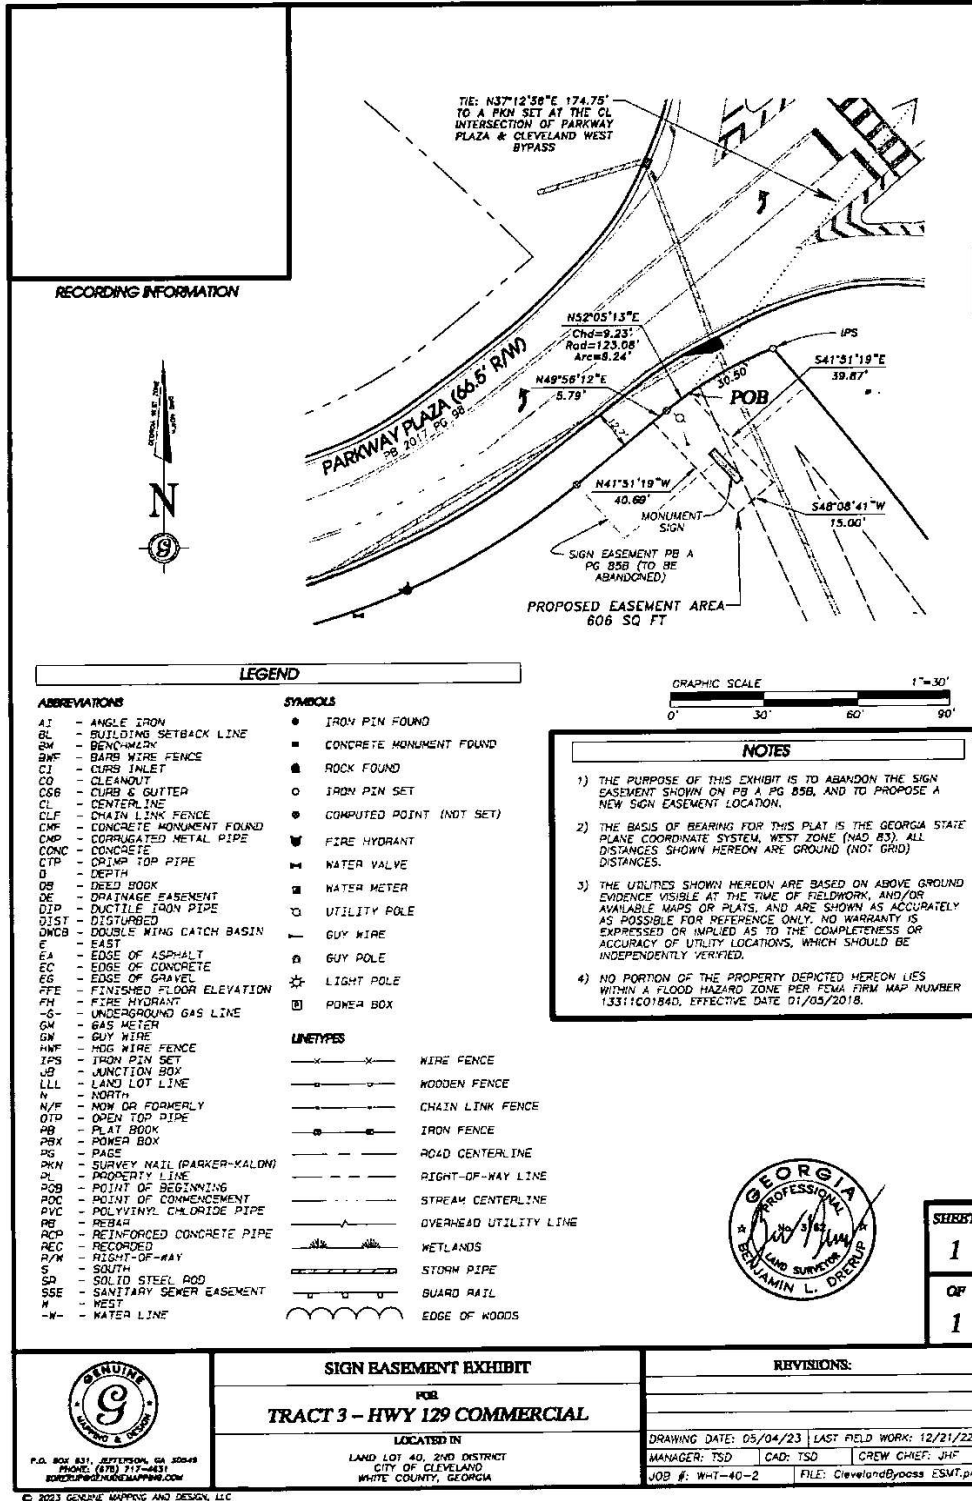 RECORDING INFORMATION
TIE: N37°12'58"E 174.75'
TO A PKN SET AT THE CL
INTERSECTION OF PARKWAY
PLAZA & CLEVELAND WEST
BYPASS
N52°05'13"E
Chd=9.23'
Rad=123.08'
Arc=9.24'
N49°56'12"E
5.79'
IPS
S41°51'19"E
39.87'
30.50'
POB
PARKWAY PLAZA (66.5' R/W)
PB 2017 PG 98
12.7'
N41°51'19"W
40.69'
MONUMENT
SIGN
S48°08'41"W
15.00'
SIGN EASEMENT PB A
PG 85B (TO BE
ABANDONED)
PROPOSED EASEMENT AREA
606 SQ FT
N
G
LEGEND
ABBREVIATIONS
AI - ANGLE IRON
BL - BUILDING SETBACK LINE
BM - BENCHMARK
BWF - BARB WIRE FENCE
CI - CURB INLET
CO - CLEANOUT
C&G - CURB & GUTTER
CL - CENTERLINE
CLF - CHAIN LINK FENCE
CMF - CONCRETE MONUMENT FOUND
CMP - CORRUGATED METAL PIPE
CONC - CONCRETE
CTP - CRIMP TOP PIPE
D - DEPTH
DB - DEED BOOK
DE - DRAINAGE EASEMENT
DIP - DUCTILE IRON PIPE
DIST - DISTURBED
DWCB - DOUBLE WING CATCH BASIN
E - EAST
EA - EDGE OF ASPHALT
EC - EDGE OF CONCRETE
EG - EDGE OF GRAVEL
FFE - FINISHED FLOOR ELEVATION
FH - FIRE HYDRANT
-G- - UNDERGROUND GAS LINE
GM - GAS METER
GW - GUY WIRE
HWF - HOG WIRE FENCE
IPS - IRON PIN SET
JB - JUNCTION BOX
LLL - LAND LOT LINE
N - NORTH
N/F - NOW OR FORMERLY
OTP - OPEN TOP PIPE
PB - PLAT BOOK
PBX - POWER BOX
PG - PAGE
PKN - SURVEY NAIL (PARKER-KALON)
PL - PROPERTY LINE
POB - POINT OF BEGINNING
POC - POINT OF COMMENCEMENT
PVC - POLYVINYL CHLORIDE PIPE
RB - REBAR
RCP - REINFORCED CONCRETE PIPE
REC - RECORDED
R/W - RIGHT-OF-WAY
S - SOUTH
SR - SOLID STEEL ROD
SSE - SANITARY SEWER EASEMENT
W - WEST
-W- - WATER LINE
SYMBOLS
IRON PIN FOUND
CONCRETE MONUMENT FOUND
ROCK FOUND
IRON PIN SET
COMPUTED POINT (NOT SET)
FIRE HYDRANT
WATER VALVE
WATER METER
UTILITY POLE
GUY WIRE
GUY POLE
LIGHT POLE
POWER BOX
LINETYPES
WIRE FENCE
WOODEN FENCE
CHAIN LINK FENCE
IRON FENCE
ROAD CENTERLINE
RIGHT-OF-WAY LINE
STREAM CENTERLINE
OVERHEAD UTILITY LINE
WETLANDS
STORM PIPE
GUARD RAIL
EDGE OF WOODS
GRAPHIC SCALE 1"=30'
0' 30' 60' 90'
NOTES
1) THE PURPOSE OF THIS EXHIBIT IS TO ABANDON THE SIGN
EASEMENT SHOWN ON PB A PG 85B, AND TO PROPOSE A
NEW SIGN EASEMENT LOCATION.
2) THE BASIS OF BEARING FOR THIS PLAT IS THE GEORGIA STATE
PLANE COORDINATE SYSTEM, WEST ZONE (NAD 83). ALL
DISTANCES SHOWN HEREON ARE GROUND (NOT GRID)
DISTANCES.
3) THE UTILITIES SHOWN HEREON ARE BASED ON ABOVE GROUND
EVIDENCE VISIBLE AT THE TIME OF FIELDWORK, AND/OR
AVAILABLE MAPS OR PLATS, AND ARE SHOWN AS ACCURATELY
AS POSSIBLE FOR REFERENCE ONLY. NO WARRANTY IS
EXPRESSED OR IMPLIED AS TO THE COMPLETENESS OR
ACCURACY OF UTILITY LOCATIONS, WHICH SHOULD BE
INDEPENDENTLY VERIFIED.
4) NO PORTION OF THE PROPERTY DEPICTED HEREON LIES
WITHIN A FLOOD HAZARD ZONE PER FEMA FIRM MAP NUMBER
13311C0184D, EFFECTIVE DATE 01/05/2018.
GEORGIA
PROFESSIONAL
LAND SURVEYOR
BENJAMIN L. DRERUP
SHEET
1
OF
1
GENUINE
G
MAPPING & DESIGN
P.O. BOX 831, JEFFERSON, GA 30549
PHONE: (678) 717-4431
BDRERUP@GENUINEMAPPING.COM
SIGN EASEMENT EXHIBIT
FOR
TRACT 3 – HWY 129 COMMERCIAL
LOCATED IN
LAND LOT 40, 2ND DISTRICT
CITY OF CLEVELAND
WHITE COUNTY, GEORGIA
REVISIONS:
DRAWING DATE: 05/04/23 LAST FIELD WORK: 12/21/22
MANAGER: TSD CAD: TSD CREW CHIEF: JHF
JOB #: WHT-40-2 FILE: ClevelandBypass ESMT
© 2023 GENUINE MAPPING AND DESIGN, LLC